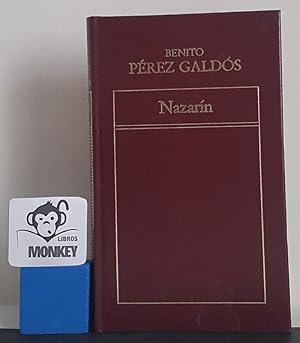 BENITO
PÉREZ GALDÓS
Nazarín
LIBROS
MONKEY